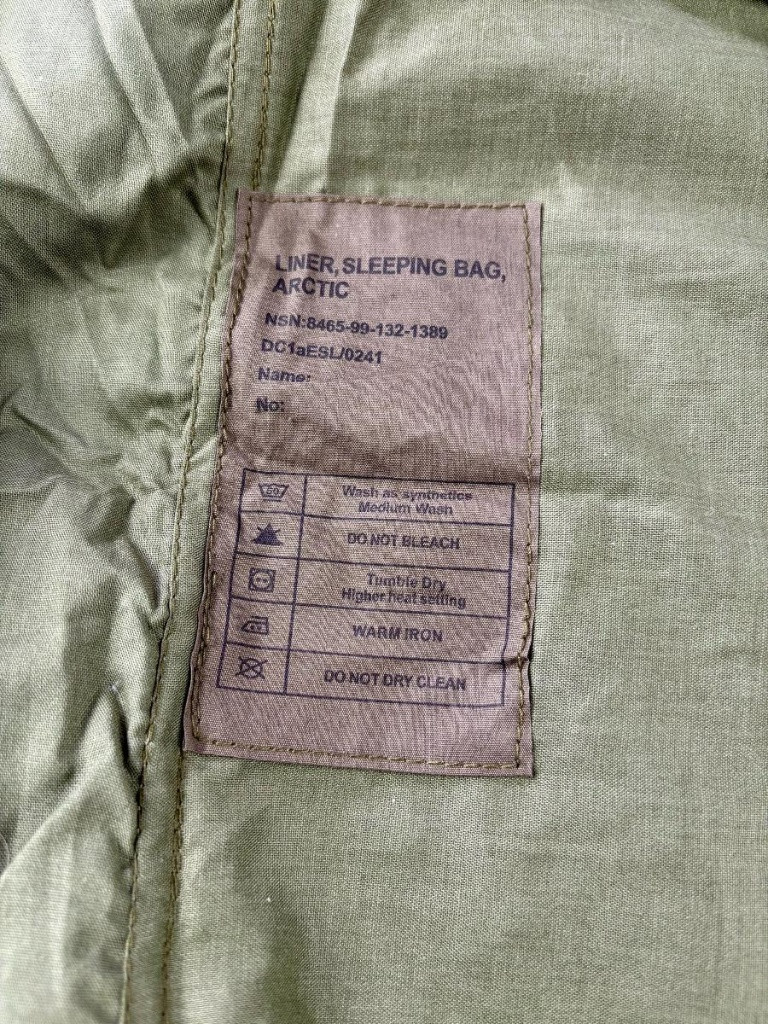 LINER, SLEEPING BAG,
ARCTIC
NSN:8465-99-132-1389
DC1aESL/0241
Name:
No:
Wash as synthetics
Medium Wash
DO NOT BLEACH
Tumble Dry
Higher heat setting
WARM IRON
DO NOT DRY CLEAN